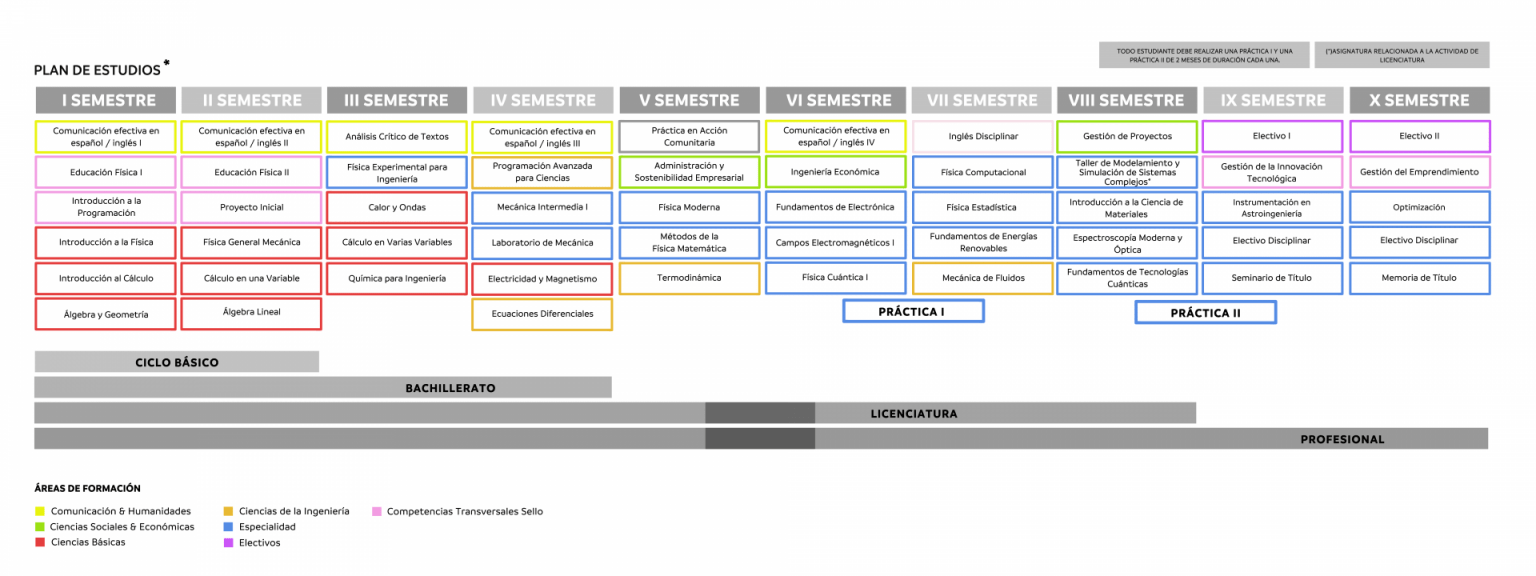 TODO ESTUDIANTE DEBE REALIZAR UNA PRÁCTICA I Y UNA
PRÁCTICA II DE 2 MESES DE DURACIÓN CADA UNA.
(*)ASIGNATURA RELACIONADA A LA ACTIVIDAD DE
LICENCIATURA
PLAN DE ESTUDIOS*
I SEMESTRE
II SEMESTRE
III SEMESTRE
IV SEMESTRE
V SEMESTRE
VI SEMESTRE
VII SEMESTRE
VIII SEMESTRE
IX SEMESTRE
X SEMESTRE
Comunicación efectiva en
español / inglés I
Comunicación efectiva en
español / inglés II
Análisis Crítico de Textos
Comunicación efectiva en
español / inglés III
Práctica en Acción
Comunitaria
Comunicación efectiva en
español / inglés IV
Inglés Disciplinar
Gestión de Proyectos
Electivo I
Electivo II
Educación Física I
Educación Física II
Física Experimental para
Ingeniería
Programación Avanzada
para Ciencias
Administración y
Sostenibilidad Empresarial
Ingeniería Económica
Física Computacional
Taller de Modelamiento y
Simulación de Sistemas
Complejos*
Gestión de la Innovación
Tecnológica
Gestión del Emprendimiento
Introducción a la
Programación
Proyecto Inicial
Calor y Ondas
Mecánica Intermedia I
Física Moderna
Fundamentos de Electrónica
Física Estadística
Introducción a la Ciencia de
Materiales
Instrumentación en
Astroingeniería
Optimización
Introducción a la Física
Física General Mecánica
Cálculo en Varias Variables
Laboratorio de Mecánica
Métodos de la
Física Matemática
Campos Electromagnéticos I
Fundamentos de Energías
Renovables
Espectroscopía Moderna y
Óptica
Electivo Disciplinar
Electivo Disciplinar
Introducción al Cálculo
Cálculo en una Variable
Química para Ingeniería
Electricidad y Magnetismo
Termodinámica
Física Cuántica I
Mecánica de Fluidos
Fundamentos de Tecnologías
Cuánticas
Seminario de Título
Memoria de Título
Álgebra y Geometría
Álgebra Lineal
Ecuaciones Diferenciales
PRÁCTICA I
PRÁCTICA II
CICLO BÁSICO
BACHILLERATO
LICENCIATURA
PROFESIONAL
ÁREAS DE FORMACIÓN
Comunicación & Humanidades
Ciencias Sociales & Económicas
Ciencias Básicas
Ciencias de la Ingeniería
Especialidad
Electivos
Competencias Transversales Sello